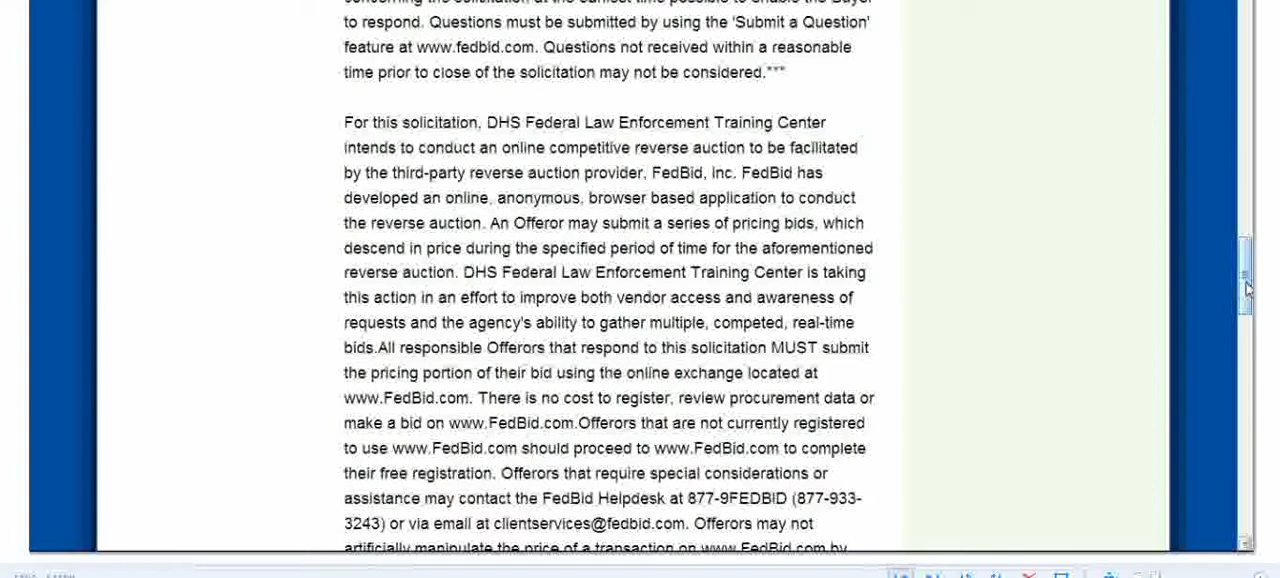 to respond. Questions must be submitted by using the 'Submit a Question'
feature at www.fedbid.com. Questions not received within a reasonable
time prior to close of the solicitation may not be considered.***
For this solicitation, DHS Federal Law Enforcement Training Center
intends to conduct an online competitive reverse auction to be facilitated
by the third-party reverse auction provider, FedBid, Inc. FedBid has
developed an online, anonymous, browser based application to conduct
the reverse auction. An Offeror may submit a series of pricing bids, which
descend in price during the specified period of time for the aforementioned
reverse auction. DHS Federal Law Enforcement Training Center is taking
this action in an effort to improve both vendor access and awareness of
requests and the agency's ability to gather multiple, competed, real-time
bids.All responsible Offerors that respond to this solicitation MUST submit
the pricing portion of their bid using the online exchange located at
www.FedBid.com. There is no cost to register, review procurement data or
make a bid on www.FedBid.com.Offerors that are not currently registered
to use www.FedBid.com should proceed to www.FedBid.com to complete
their free registration. Offerors that require special considerations or
assistance may contact the FedBid Helpdesk at 877-9FEDBID (877-933-
3243) or via email at clientservices@fedbid.com. Offerors may not
artificially manipulate the price of a transaction on www.FedBid.com by